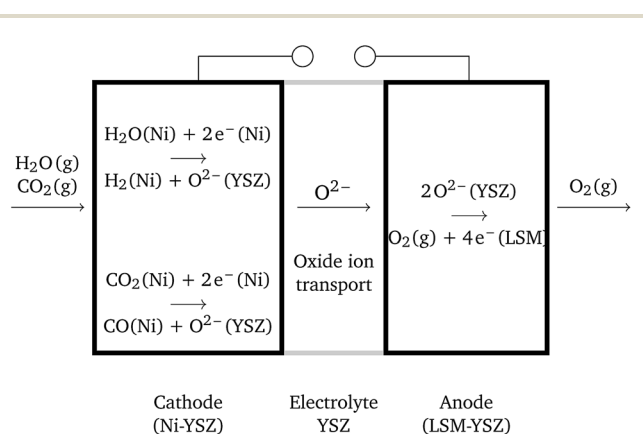 H₂O(g)
CO₂(g)
H₂O(Ni) + 2e⁻(Ni)
→
H₂(Ni) + O²⁻(YSZ)
CO₂(Ni) + 2e⁻(Ni)
→
CO(Ni) + O²⁻(YSZ)
O²⁻
Oxide ion
transport
2O²⁻(YSZ)
→
O₂(g) + 4e⁻(LSM)
O₂(g)
Cathode
(Ni-YSZ)
Electrolyte
YSZ
Anode
(LSM-YSZ)